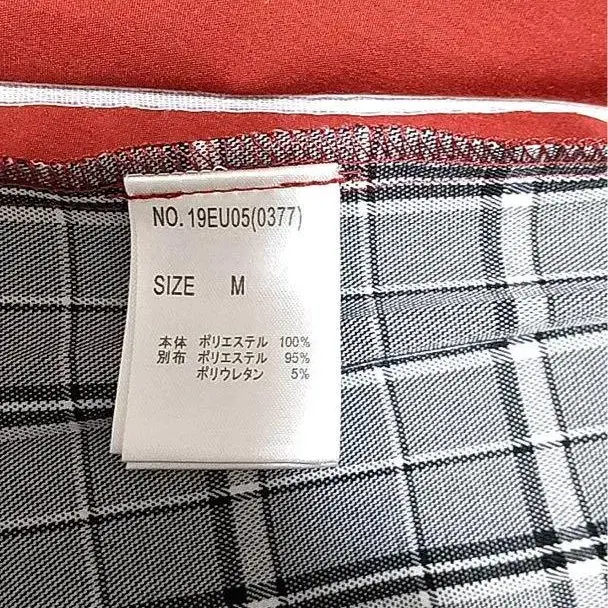 NO. 19EU05(0377)
SIZE M
本体 ポリエステル 100%
別布 ポリエステル 95%
ポリウレタン 5%